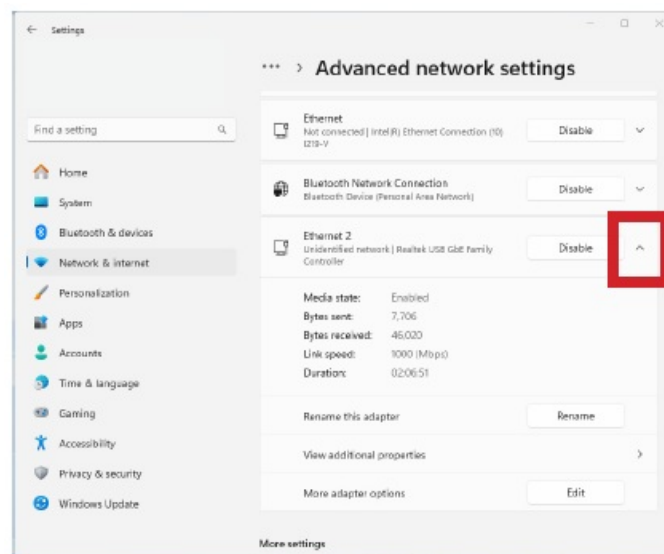 Settings
··· > Advanced network settings
Find a setting
Home
System
Bluetooth & devices
Network & internet
Personalization
Apps
Accounts
Time & language
Gaming
Accessibility
Privacy & security
Windows Update
Ethernet
Not connected | Intel(R) Ethernet Connection (10)
I219-V
Disable
Bluetooth Network Connection
Bluetooth Device (Personal Area Network)
Disable
Ethernet 2
Unidentified network | Realtek USB GbE Family
Controller
Disable
Media state: Enabled
Bytes sent: 7,706
Bytes received: 46,020
Link speed: 1000 (Mbps)
Duration: 02:06:51
Rename this adapter
Rename
View additional properties
More adapter options
Edit
More settings